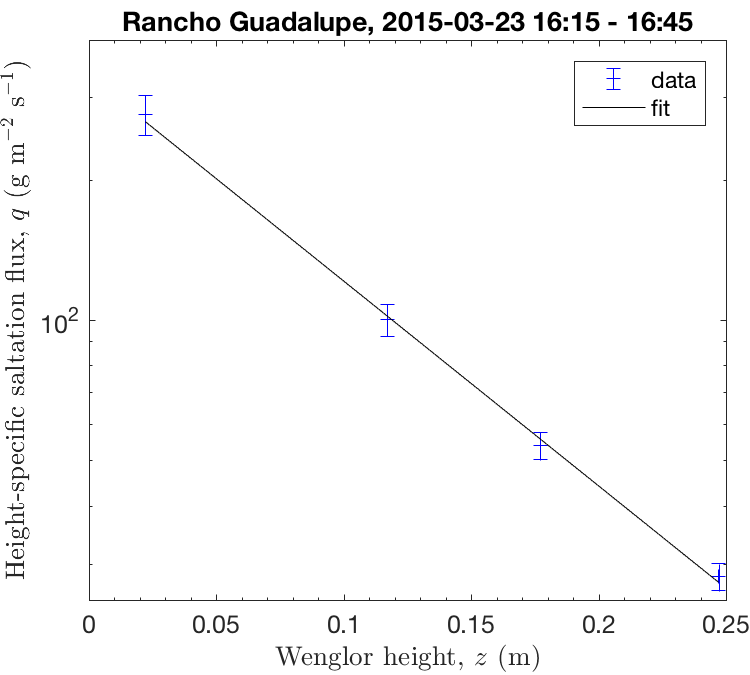 Rancho Guadalupe, 2015-03-23 16:15 - 16:45
data
fit
Height-specific saltation flux, q (g m⁻² s⁻¹)
10²
0 0.05 0.1 0.15 0.2 0.25
Wenglor height, z (m)